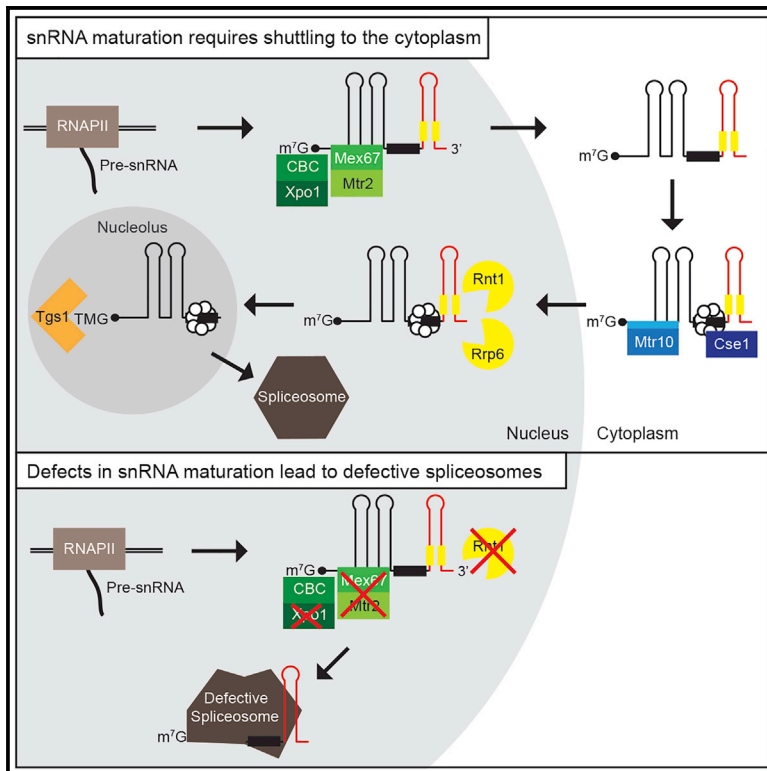 snRNA maturation requires shuttling to the cytoplasm
RNAPII
Pre-snRNA
m⁷G
CBC
Xpo1
Mex67
Mtr2
3'
m⁷G
Nucleolus
Tgs1
TMG
m⁷G
Rnt1
Rrp6
m⁷G
Mtr10
Cse1
Spliceosome
Nucleus
Cytoplasm
Defects in snRNA maturation lead to defective spliceosomes
RNAPII
Pre-snRNA
m⁷G
CBC
Xpo1
Mex67
Mtr2
3'
Rnt1
Defective
Spliceosome
m⁷G